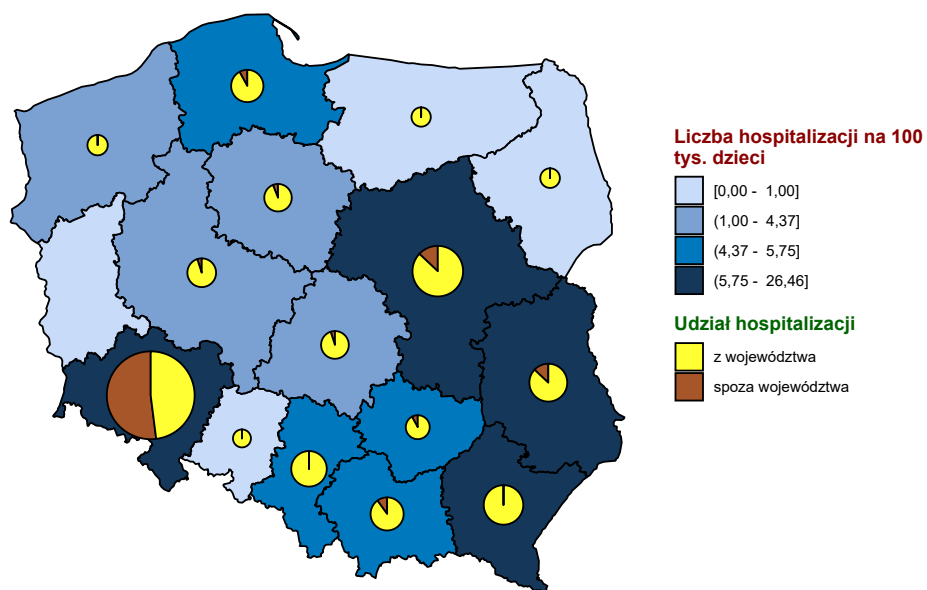 Liczba hospitalizacji na 100
tys. dzieci
[0,00 - 1,00]
(1,00 - 4,37]
(4,37 - 5,75]
(5,75 - 26,46]
Udział hospitalizacji
z województwa
spoza województwa